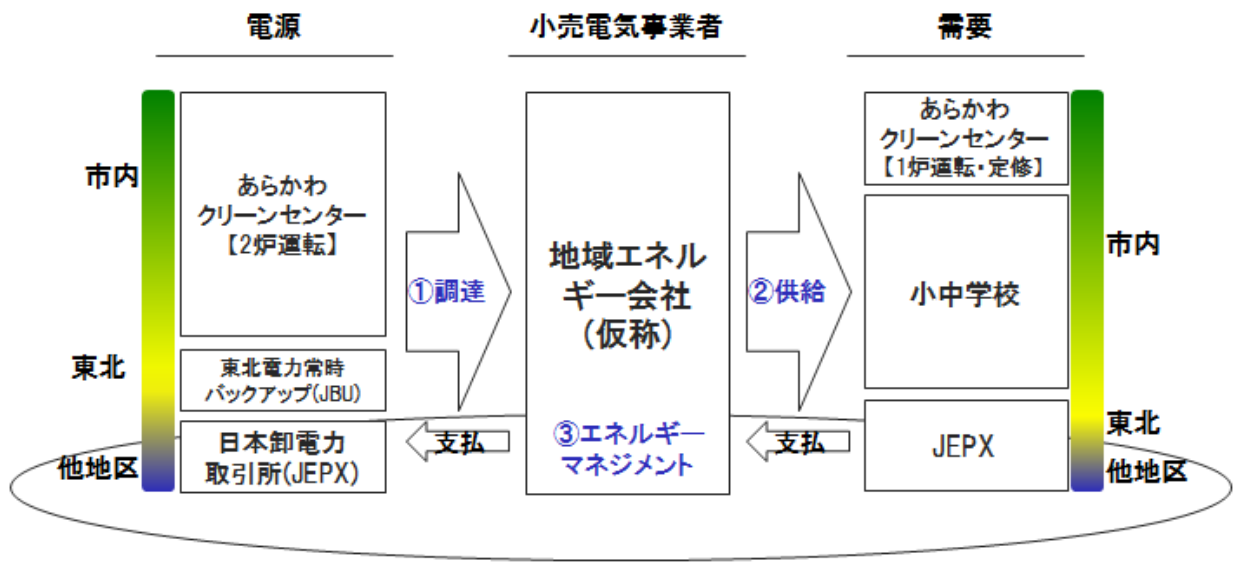 電源
小売電気事業者
需要
市内
東北
他地区
あらかわ
クリーンセンター
【2炉運転】
東北電力常時
バックアップ(JBU)
日本卸電力
取引所(JEPX)
①調達
支払
地域エネル
ギー会社
(仮称)
③エネルギー
マネジメント
②供給
支払
あらかわ
クリーンセンター
【1炉運転・定修】
小中学校
JEPX
市内
東北
他地区